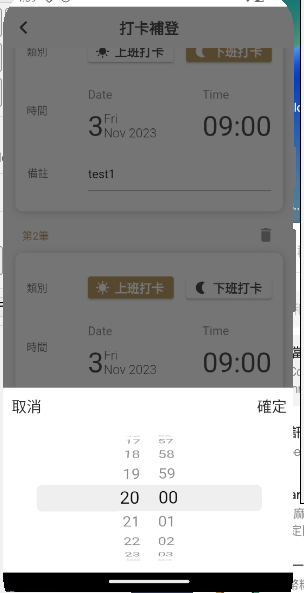 打卡補登
類別 上班打卡 下班打卡
Date Time
時間
3 Fri Nov 2023 09:00
備註 test1
第2筆
類別 上班打卡 下班打卡
Date Time
時間
3 Fri Nov 2023 09:00
取消 確定
17 57
18 58
19 59
20 00
21 01
22 02
23 03